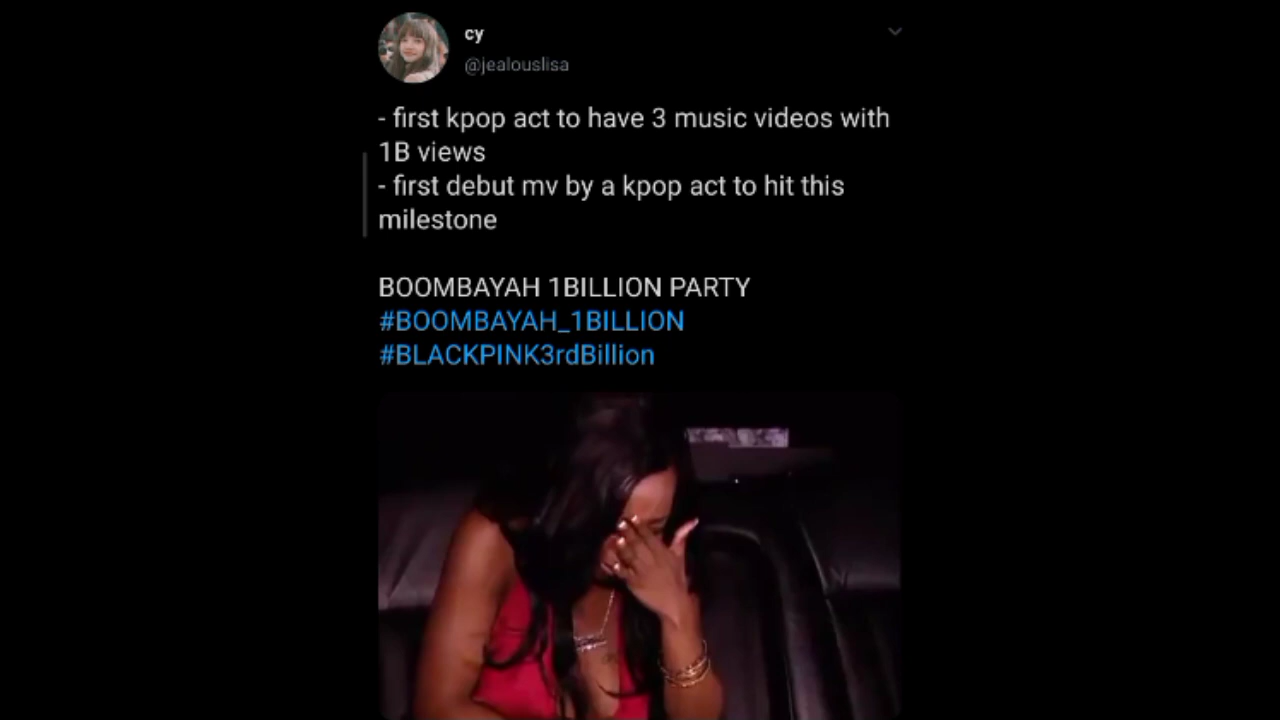 cy
@jealouslisa
- first kpop act to have 3 music videos with
1B views
- first debut mv by a kpop act to hit this
milestone
BOOMBAYAH 1BILLION PARTY
#BOOMBAYAH_1BILLION
#BLACKPINK3rdBillion